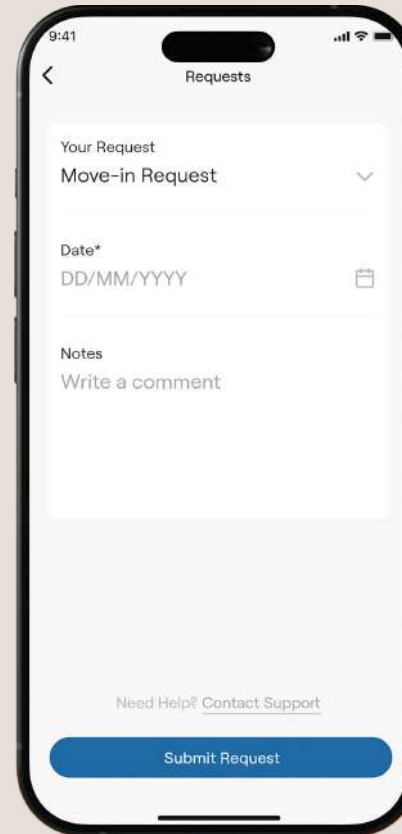 9:41
Requests
Your Request
Move-in Request
Date*
DD/MM/YYYY
Notes
Write a comment
Need Help? Contact Support
Submit Request